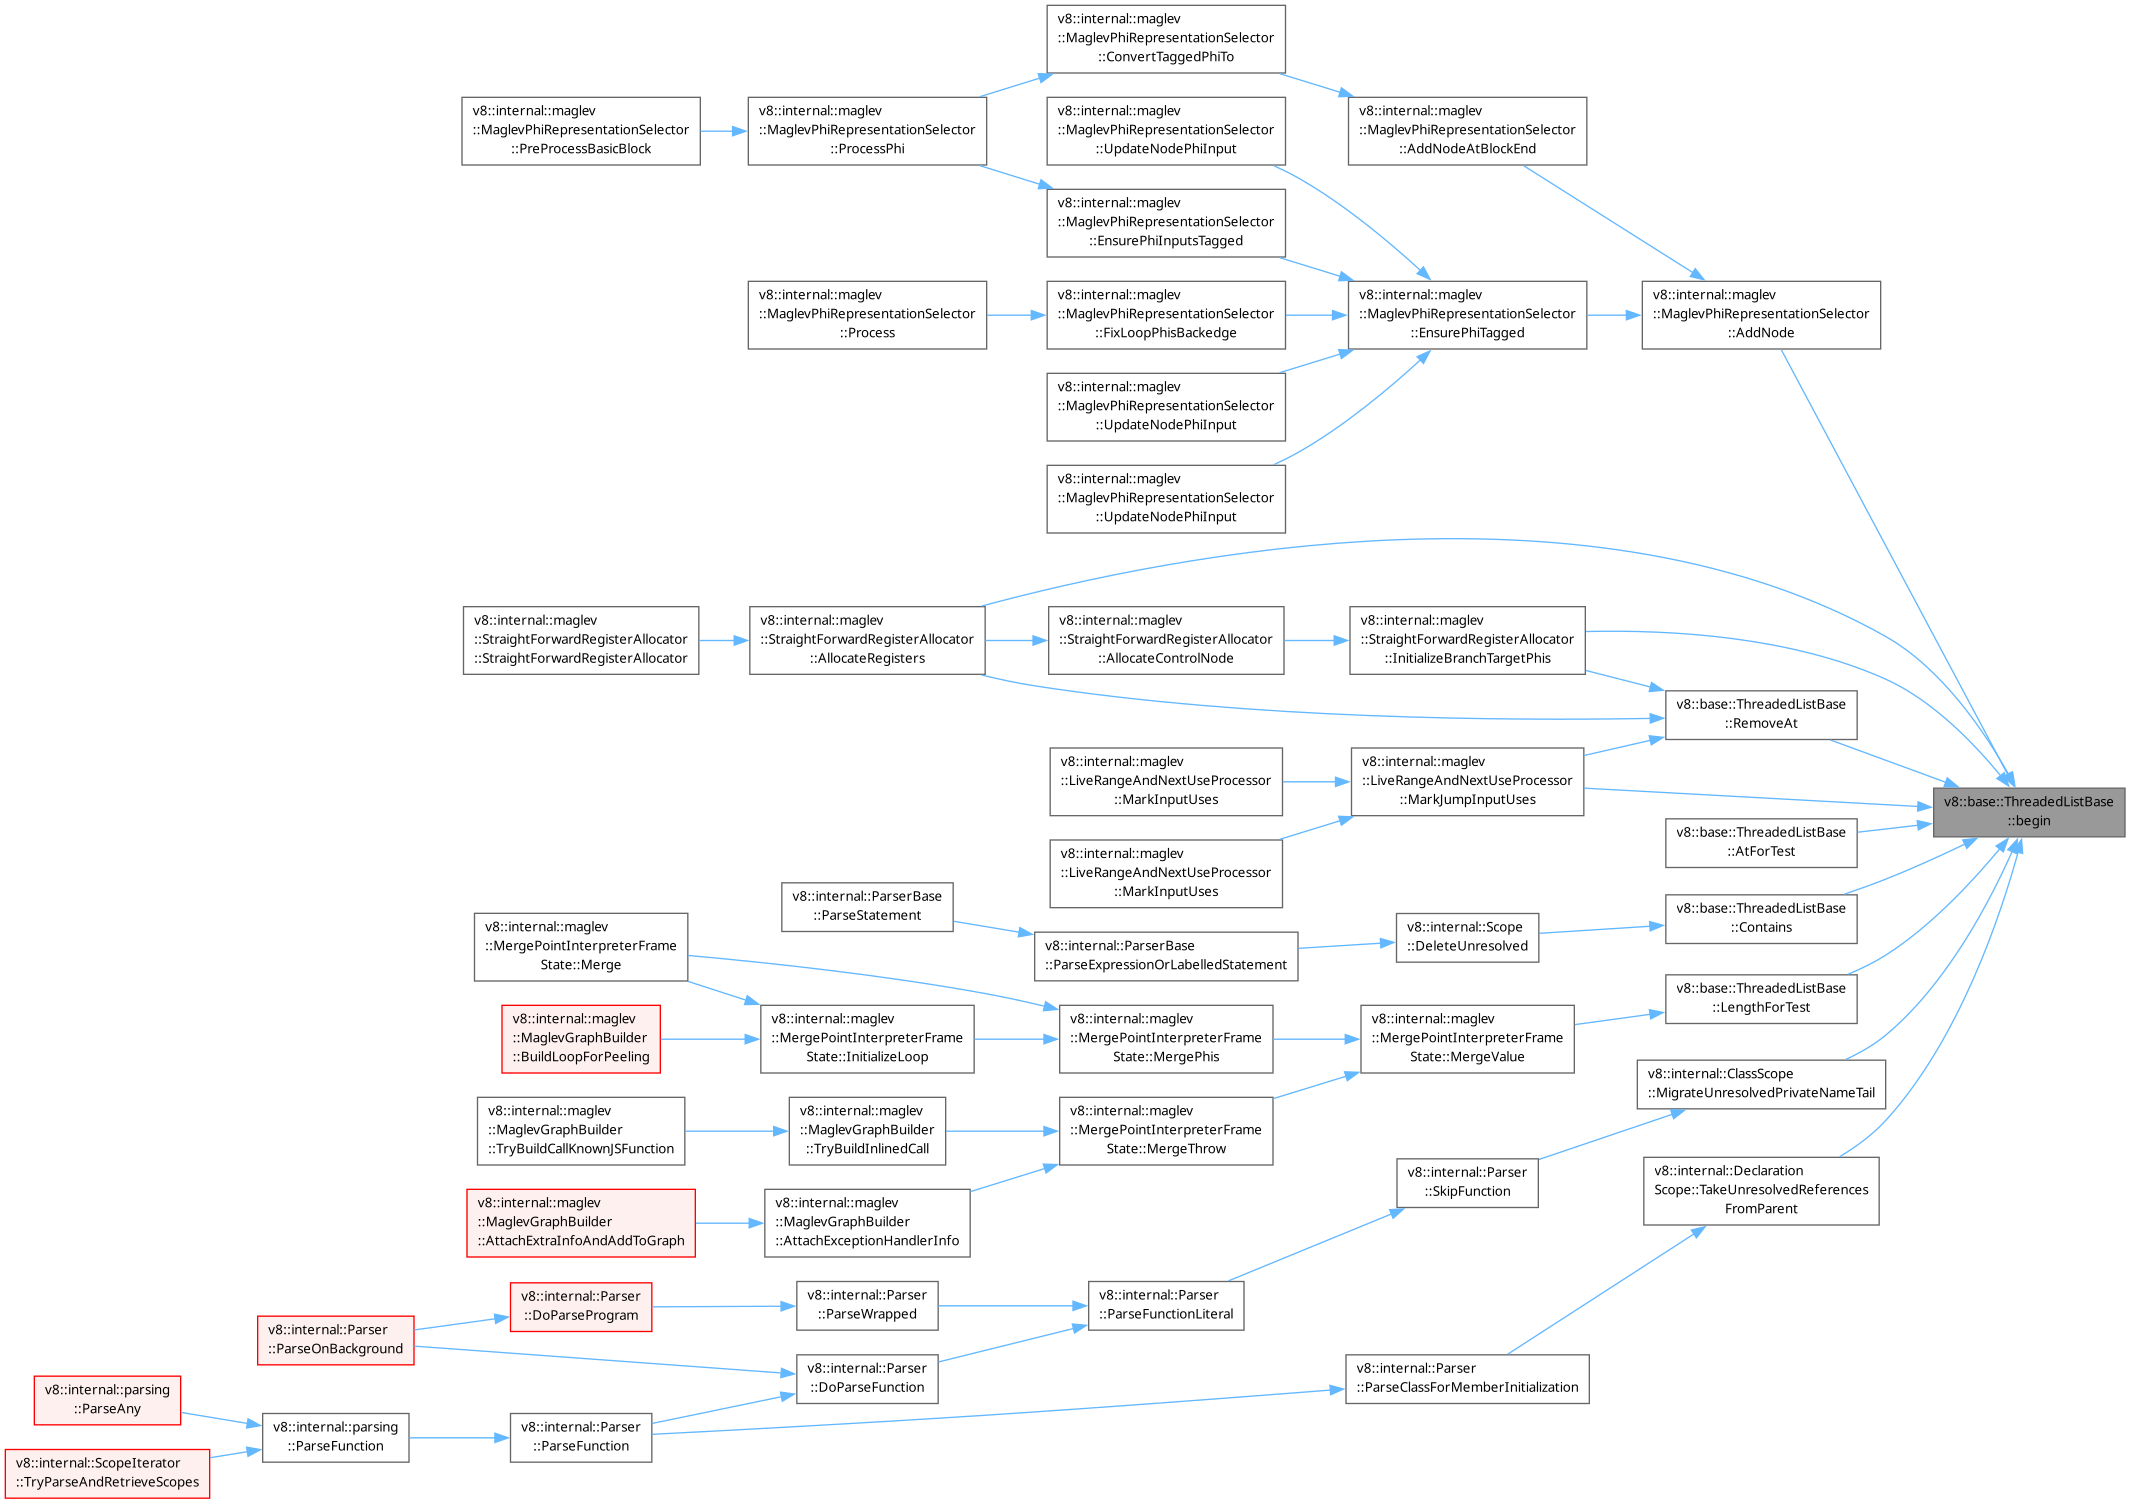 v8::internal::maglev
::MaglevPhiRepresentationSelector
::ConvertTaggedPhiTo
v8::internal::maglev
::MaglevPhiRepresentationSelector
::PreProcessBasicBlock
v8::internal::maglev
::MaglevPhiRepresentationSelector
::ProcessPhi
v8::internal::maglev
::MaglevPhiRepresentationSelector
::UpdateNodePhiInput
v8::internal::maglev
::MaglevPhiRepresentationSelector
::AddNodeAtBlockEnd
v8::internal::maglev
::MaglevPhiRepresentationSelector
::EnsurePhiInputsTagged
v8::internal::maglev
::MaglevPhiRepresentationSelector
::Process
v8::internal::maglev
::MaglevPhiRepresentationSelector
::FixLoopPhisBackedge
v8::internal::maglev
::MaglevPhiRepresentationSelector
::EnsurePhiTagged
v8::internal::maglev
::MaglevPhiRepresentationSelector
::AddNode
v8::internal::maglev
::MaglevPhiRepresentationSelector
::UpdateNodePhiInput
v8::internal::maglev
::MaglevPhiRepresentationSelector
::UpdateNodePhiInput
v8::internal::maglev
::StraightForwardRegisterAllocator
::StraightForwardRegisterAllocator
v8::internal::maglev
::StraightForwardRegisterAllocator
::AllocateRegisters
v8::internal::maglev
::StraightForwardRegisterAllocator
::AllocateControlNode
v8::internal::maglev
::StraightForwardRegisterAllocator
::InitializeBranchTargetPhis
v8::base::ThreadedListBase
::RemoveAt
v8::internal::maglev
::LiveRangeAndNextUseProcessor
::MarkInputUses
v8::internal::maglev
::LiveRangeAndNextUseProcessor
::MarkJumpInputUses
v8::base::ThreadedListBase
::begin
v8::base::ThreadedListBase
::AtForTest
v8::internal::maglev
::LiveRangeAndNextUseProcessor
::MarkInputUses
v8::internal::ParserBase
::ParseStatement
v8::base::ThreadedListBase
::Contains
v8::internal::maglev
::MergePointInterpreterFrame
State::Merge
v8::internal::Scope
::DeleteUnresolved
v8::internal::ParserBase
::ParseExpressionOrLabelledStatement
v8::base::ThreadedListBase
::LengthForTest
v8::internal::maglev
::MaglevGraphBuilder
::BuildLoopForPeeling
v8::internal::maglev
::MergePointInterpreterFrame
State::InitializeLoop
v8::internal::maglev
::MergePointInterpreterFrame
State::MergePhis
v8::internal::maglev
::MergePointInterpreterFrame
State::MergeValue
v8::internal::ClassScope
::MigrateUnresolvedPrivateNameTail
v8::internal::maglev
::MaglevGraphBuilder
::TryBuildCallKnownJSFunction
v8::internal::maglev
::MaglevGraphBuilder
::TryBuildInlinedCall
v8::internal::maglev
::MergePointInterpreterFrame
State::MergeThrow
v8::internal::Parser
::SkipFunction
v8::internal::Declaration
Scope::TakeUnresolvedReferences
FromParent
v8::internal::maglev
::MaglevGraphBuilder
::AttachExtraInfoAndAddToGraph
v8::internal::maglev
::MaglevGraphBuilder
::AttachExceptionHandlerInfo
v8::internal::Parser
::DoParseProgram
v8::internal::Parser
::ParseWrapped
v8::internal::Parser
::ParseFunctionLiteral
v8::internal::Parser
::ParseOnBackground
v8::internal::Parser
::DoParseFunction
v8::internal::Parser
::ParseClassForMemberInitialization
v8::internal::parsing
::ParseAny
v8::internal::parsing
::ParseFunction
v8::internal::Parser
::ParseFunction
v8::internal::ScopeIterator
::TryParseAndRetrieveScopes